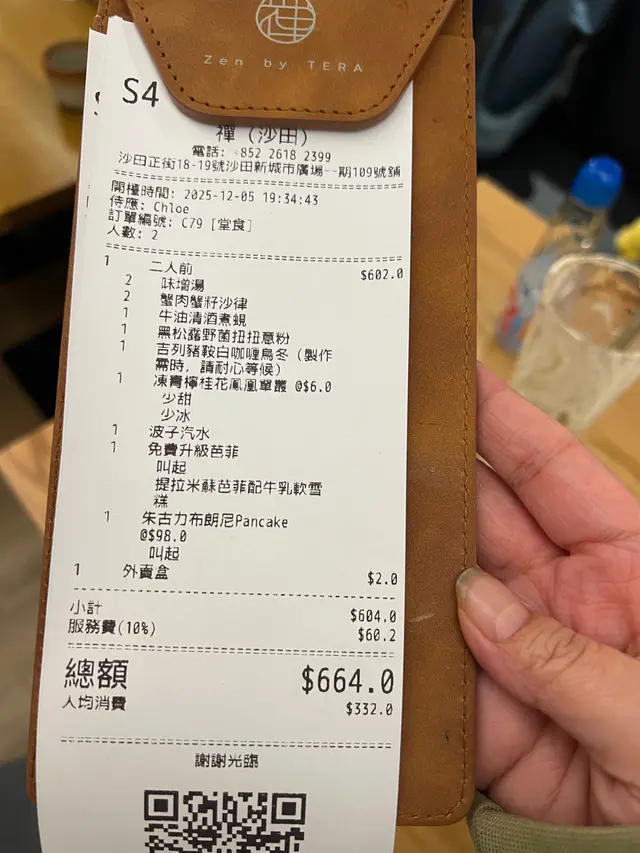 禪
Zen by TERA
S4
禪 (沙田)
電話: +852 2618 2399
沙田正街18-19號沙田新城市廣場一期109號舖
開檯時間: 2025-12-05 19:34:43
侍應: Chloe
訂單編號: C79 [堂食]
人數: 2
1 二人前 $602.0
2 味增湯
2 蟹肉蟹籽沙律
1 牛油清酒煮蜆
1 黑松露野菌扭扭意粉
1 吉列豬鞍白咖喱烏冬 (製作
需時, 請耐心等候)
1 凍青檸桂花鳳凰單叢 @$6.0
少甜
少冰
1 波子汽水
1 免費升級芭菲
叫起
提拉米蘇芭菲配牛乳軟雪
糕
1 朱古力布朗尼Pancake
@$98.0
叫起
1 外賣盒 $2.0
小計 $604.0
服務費(10%) $60.2
總額 $664.0
人均消費 $332.0
謝謝光臨